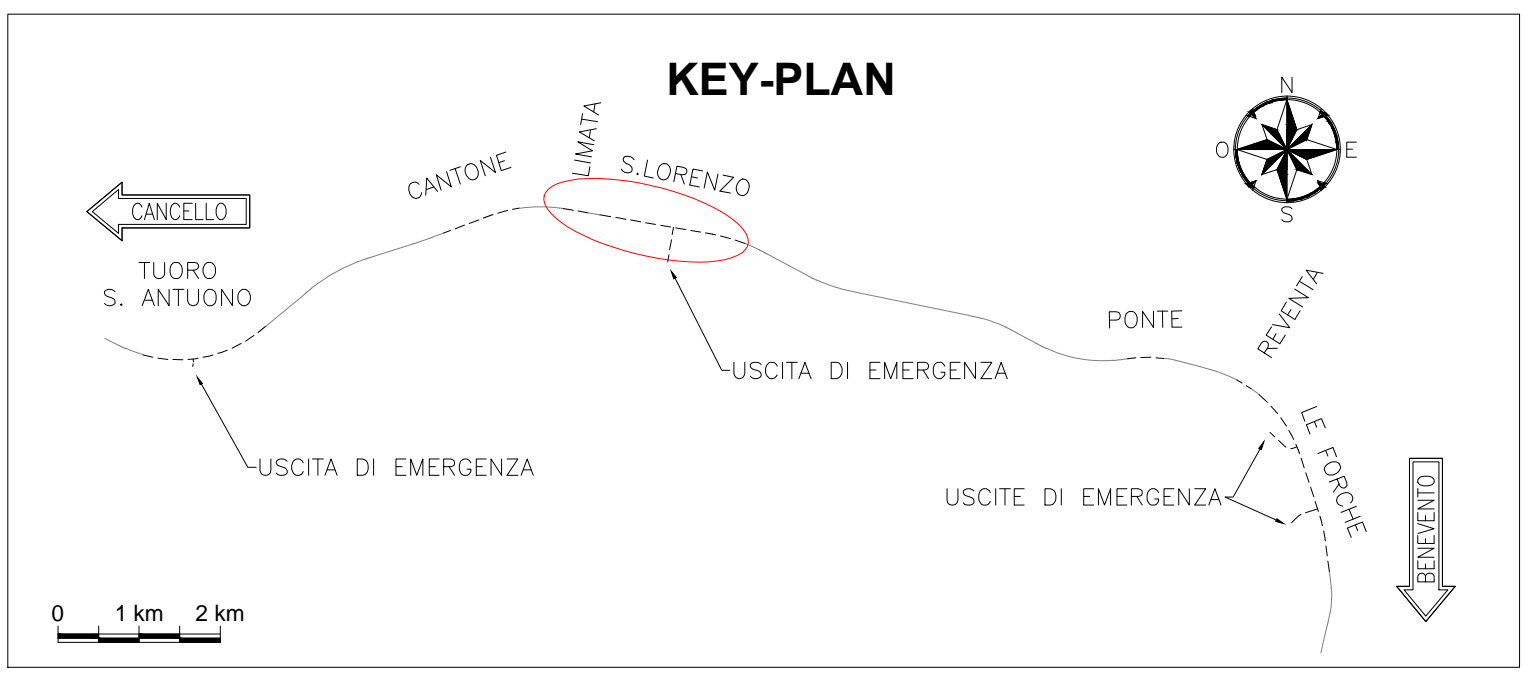 KEY-PLAN
N
O
E
S
LIMATA
CANTONE
S.LORENZO
CANCELLO
TUORO
S. ANTUONO
PONTE
REVENTA
USCITA DI EMERGENZA
LE FORCHE
USCITA DI EMERGENZA
USCITE DI EMERGENZA
BENEVENTO
0 1 km 2 km